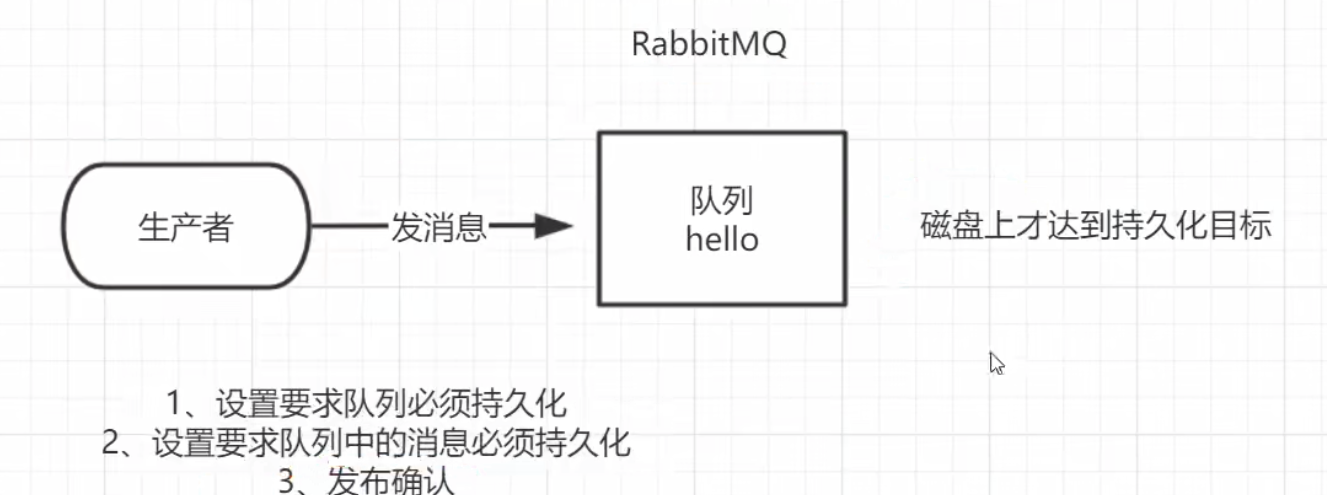 RabbitMQ
生产者
发消息
队列
hello
磁盘上才达到持久化目标
1、设置要求队列必须持久化
2、设置要求队列中的消息必须持久化
3、发布确认